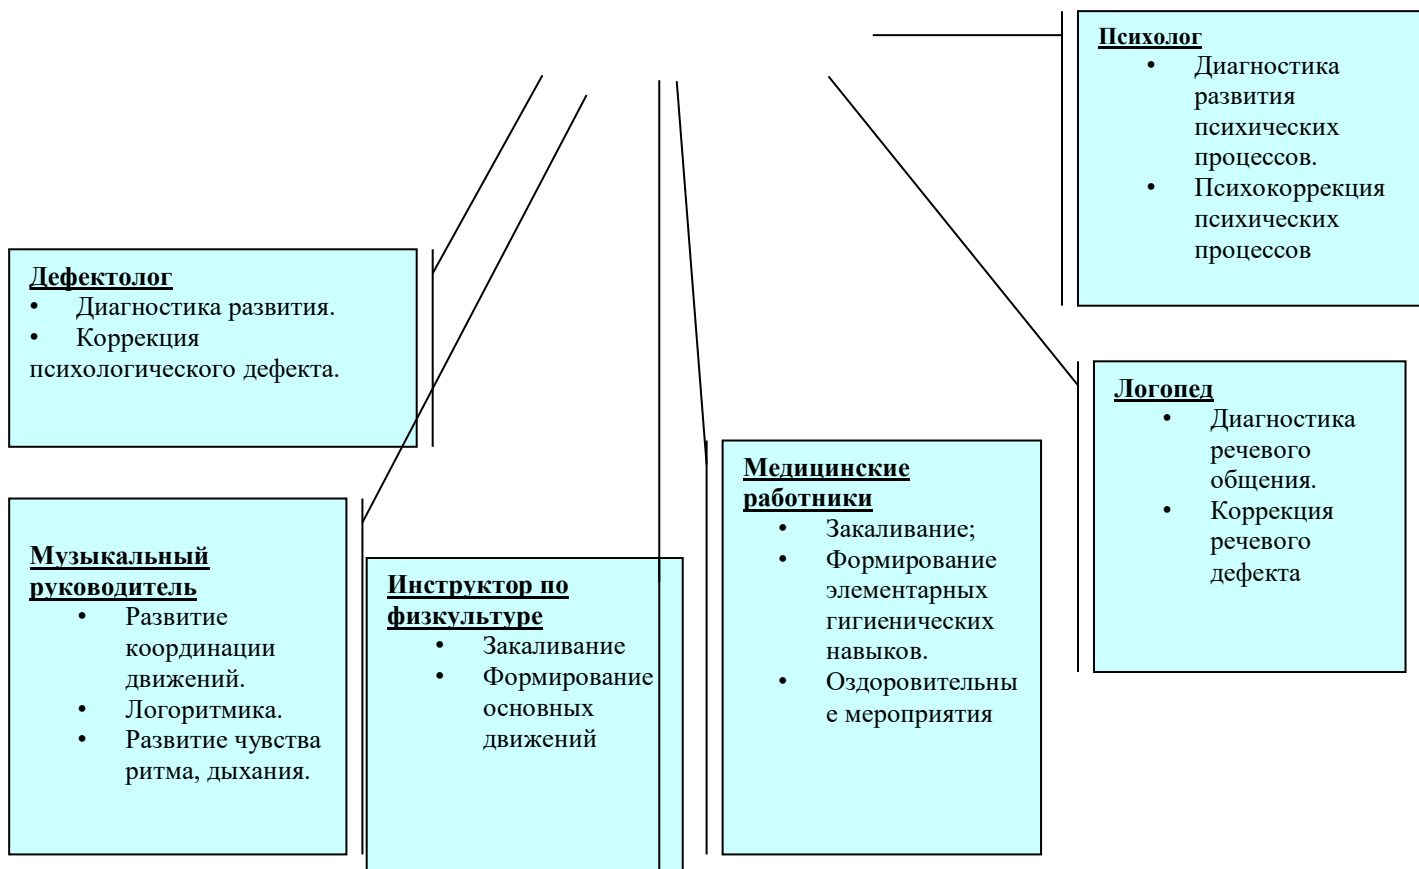 Психолог
• Диагностика
развития
психических
процессов.
• Психокоррекция
психических
процессов
Дефектолог
• Диагностика развития.
• Коррекция
психологического дефекта.
Логопед
• Диагностика
речевого
общения.
• Коррекция
речевого
дефекта
Музыкальный
руководитель
• Развитие
координации
движений.
• Логоритмика.
• Развитие чувства
ритма, дыхания.
Инструктор по
физкультуре
• Закаливание
• Формирование
основных
движений
Медицинские
работники
• Закаливание;
• Формирование
элементарных
гигиенических
навыков.
• Оздоровительны
е мероприятия